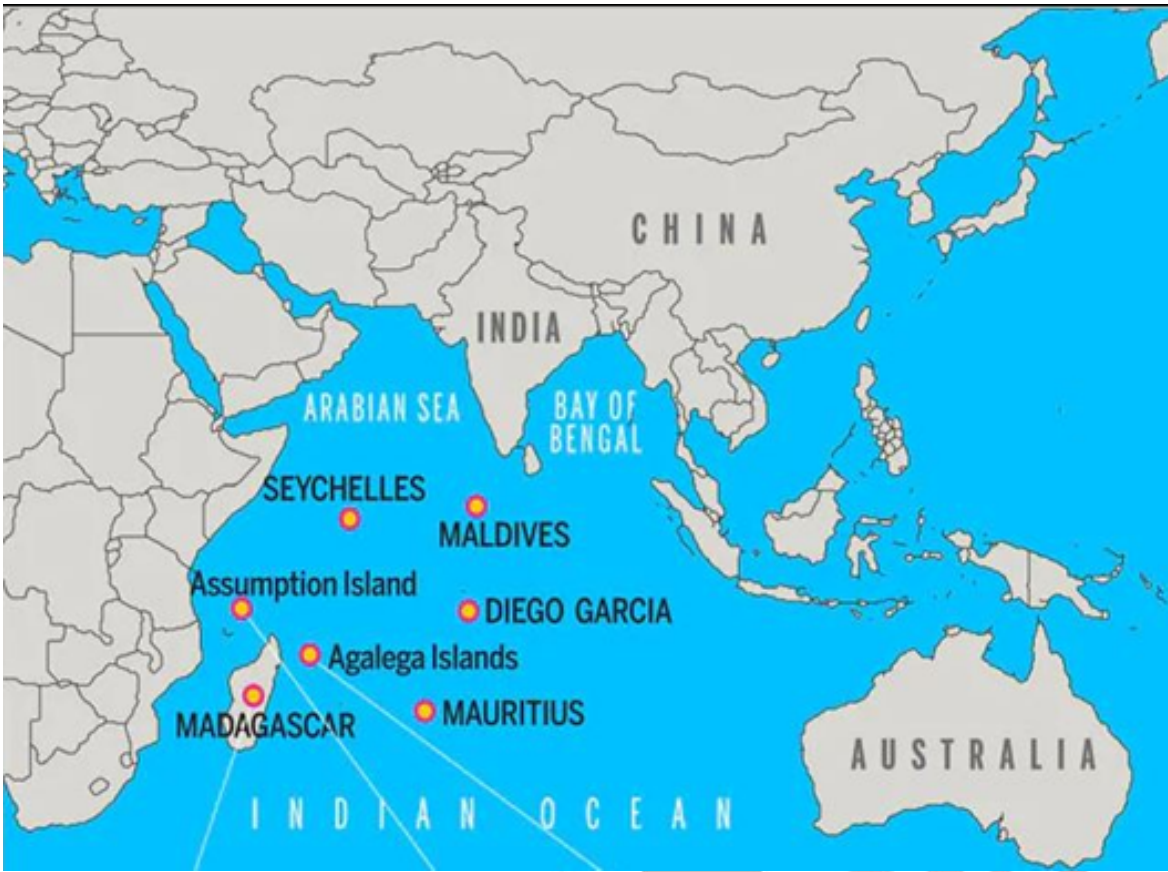 CHINA
INDIA
ARABIAN SEA
BAY OF
BENGAL
SEYCHELLES
MALDIVES
Assumption Island
DIEGO GARCIA
Agalega Islands
MAURITIUS
MADAGASCAR
AUSTRALIA
INDIAN OCEAN